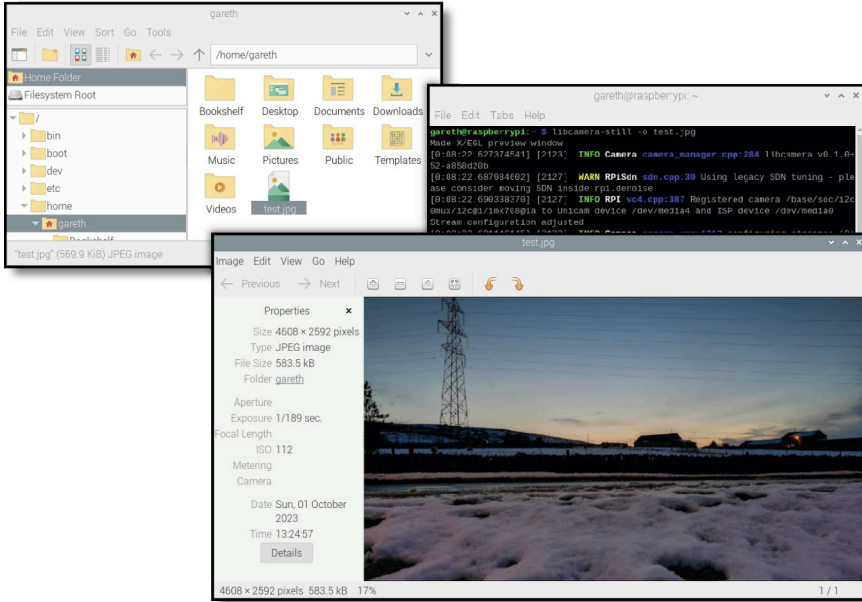 gareth
File Edit View Sort Go Tools
/home/gareth
Home Folder
Filesystem Root
/
bin
boot
dev
etc
home
gareth
Bookshelf
Bookshelf Desktop Documents Downloads
Music Pictures Public Templates
Videos test.jpg
"test.jpg" (569.9 KiB) JPEG image
gareth@raspberrypi: ~
File Edit Tabs Help
gareth@raspberrypi:~ $ libcamera-still -o test.jpg
Made X/EGL preview window
[0:08:22.627374541] [2123] INFO Camera camera_manager.cpp:284 libcamera v0.1.0+
52-a858d20b
[0:08:22.687984602] [2127] WARN RPiSdn sdn.cpp:39 Using legacy SDN tuning - ple
ase consider moving SDN inside rpi.denoise
[0:08:22.690338370] [2127] INFO RPI vc4.cpp:387 Registered camera /base/soc/i2c
0mux/i2c@1/imx708@1a to Unicam device /dev/media4 and ISP device /dev/media0
Stream configuration adjusted
test.jpg
Image Edit View Go Help
Previous Next
Properties
Size 4608 × 2592 pixels
Type JPEG image
File Size 583.5 kB
Folder gareth
Aperture
Exposure 1/189 sec.
Focal Length
ISO 112
Metering
Camera
Date Sun, 01 October
2023
Time 13:24:57
Details
4608 × 2592 pixels 583.5 kB 17% 1 / 1